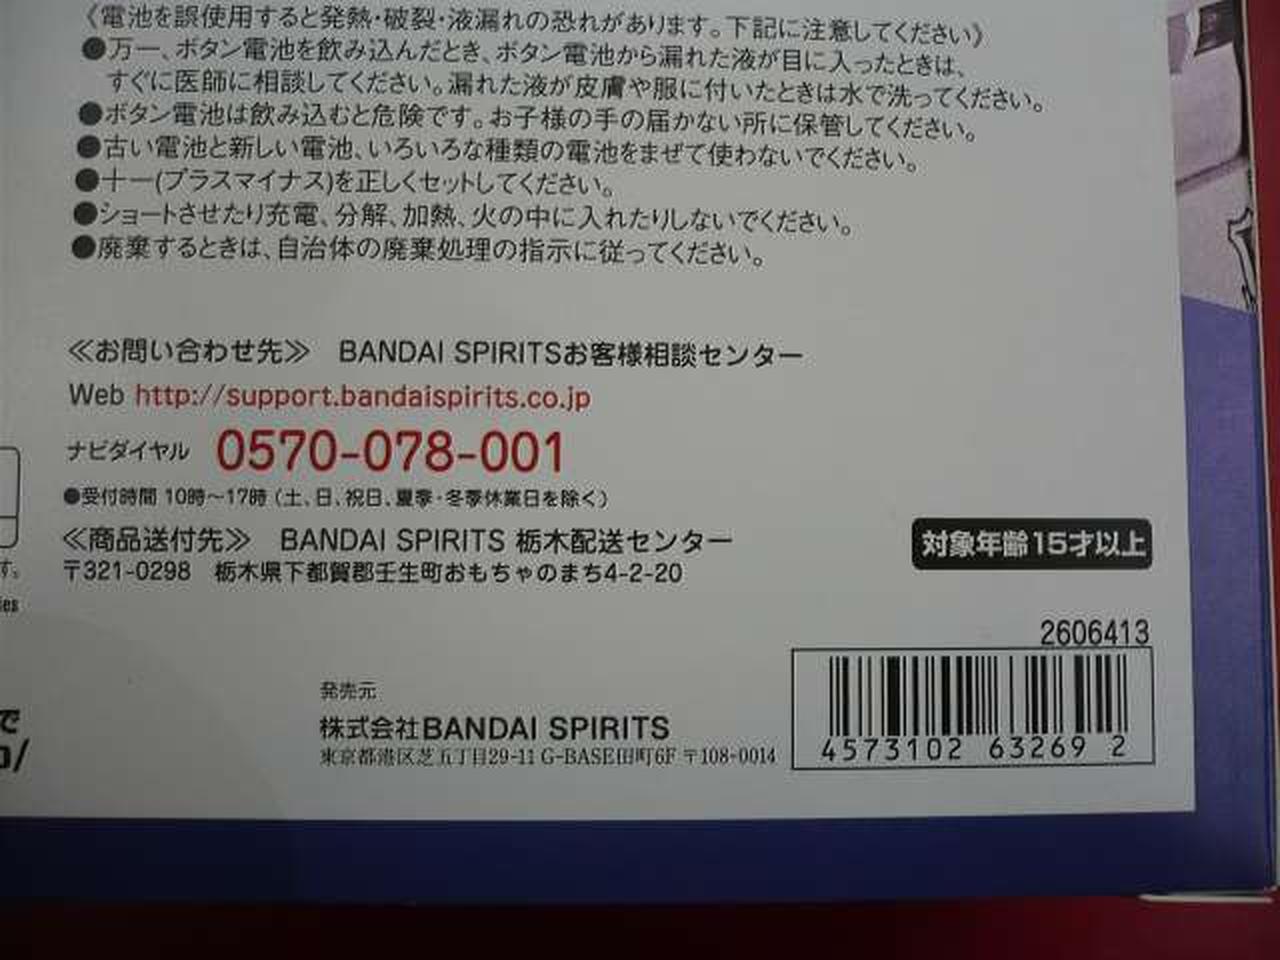 《電池を誤使用すると発熱・破裂・液漏れの恐れがあります。下記に注意してください》
●万一、ボタン電池を飲み込んだとき、ボタン電池から漏れた液が目に入ったときは、
すぐに医師に相談してください。漏れた液が皮膚や服に付いたときは水で洗ってください。
●ボタン電池は飲み込むと危険です。お子様の手の届かない所に保管してください。
●古い電池と新しい電池、いろいろな種類の電池をまぜて使わないでください。
●＋－(プラスマイナス)を正しくセットしてください。
●ショートさせたり充電、分解、加熱、火の中に入れたりしないでください。
●廃棄するときは、自治体の廃棄処理の指示に従ってください。
≪お問い合わせ先≫　BANDAI SPIRITSお客様相談センター
Web http://support.bandaispirits.co.jp
ナビダイヤル 0570-078-001
●受付時間 10時～17時 (土、日、祝日、夏季・冬季休業日を除く)
≪商品送付先≫　BANDAI SPIRITS 栃木配送センター
〒321-0298　栃木県下都賀郡壬生町おもちゃのまち4-2-20
対象年齢15才以上
2606413
4573102 63269 2
発売元
株式会社BANDAI SPIRITS
東京都港区芝五丁目29-11 G-BASE田町6F 〒108-0014
す。
で